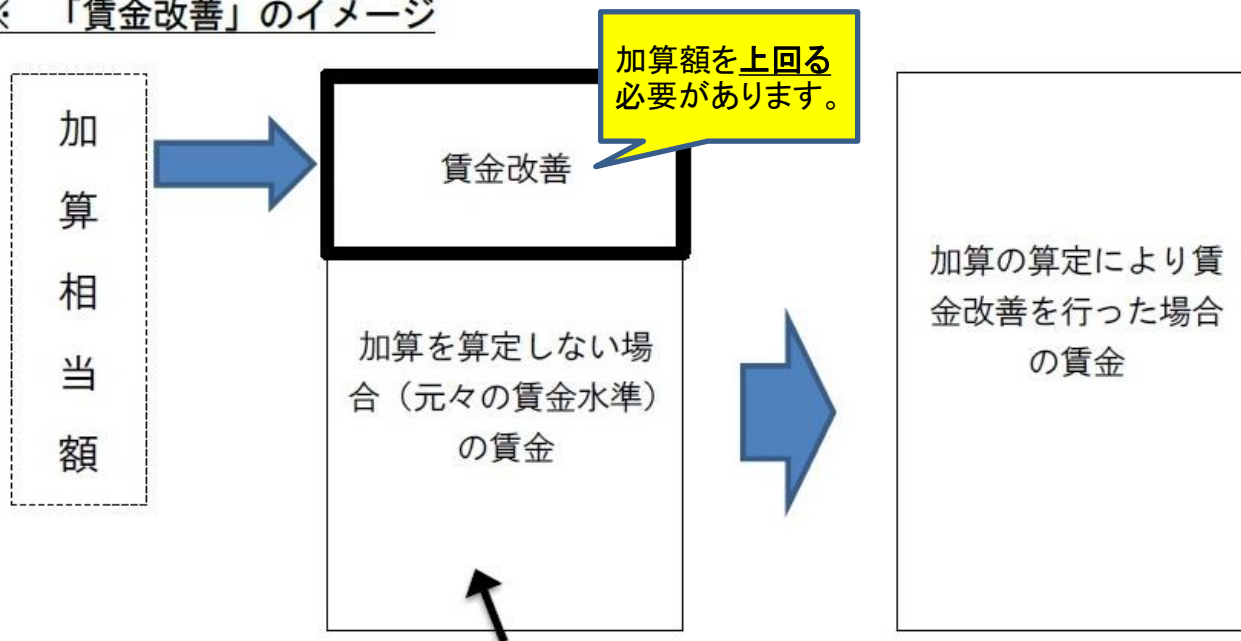 ※ 「賃金改善」のイメージ
加算額を上回る
必要があります。
加
算
相
当
額
賃金改善
加算を算定しない場
合（元々の賃金水準）
の賃金
加算の算定により賃
金改善を行った場合
の賃金